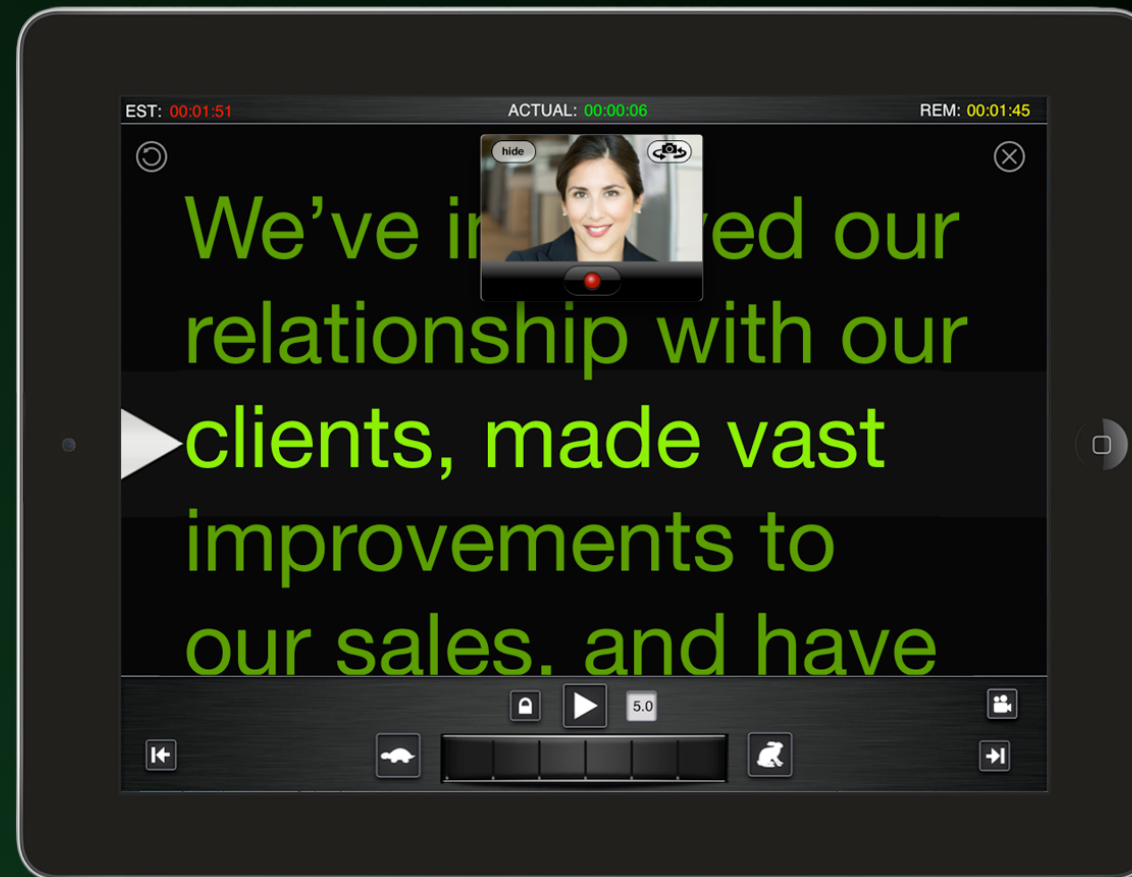 EST: 00:01:51 ACTUAL: 00:00:06 REM: 00:01:45
hide
We've ed our
relationship with our
clients, made vast
improvements to
our sales, and have
5.0